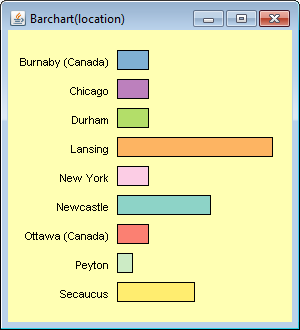 Barchart(location)
Burnaby (Canada)
Chicago
Durham
Lansing
New York
Newcastle
Ottawa (Canada)
Peyton
Secaucus